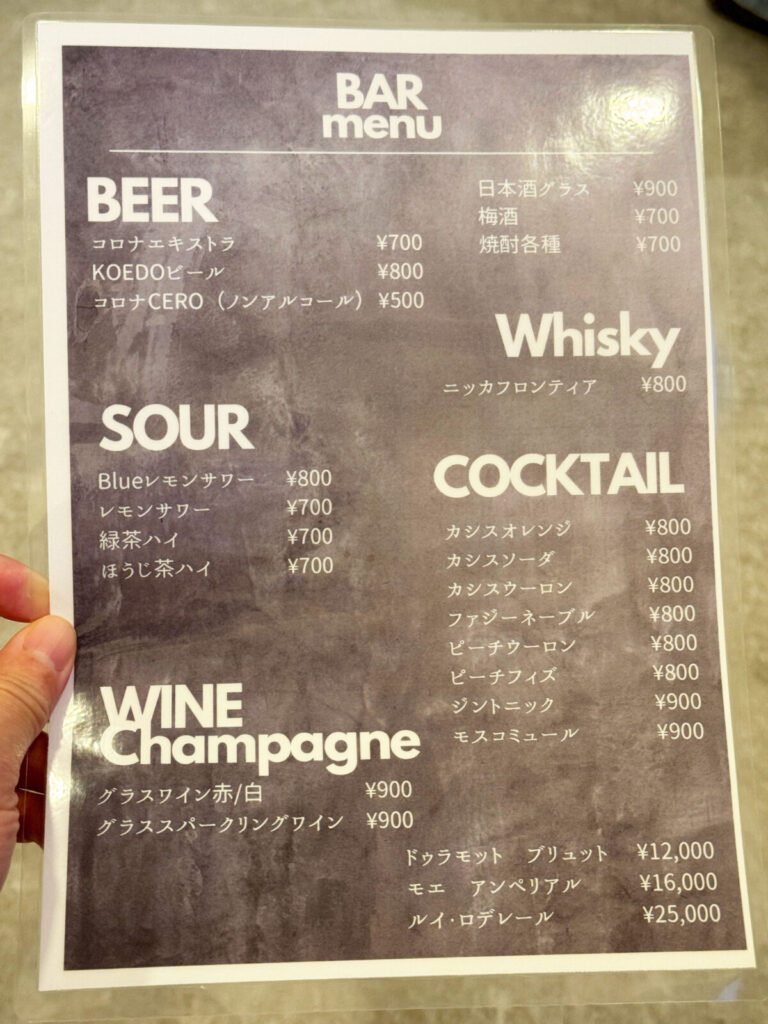 BAR
menu
BEER
コロナエキストラ ¥700
KOEDOビール ¥800
コロナCERO（ノンアルコール） ¥500
日本酒グラス ¥900
梅酒 ¥700
焼酎各種 ¥700
Whisky
ニッカフロンティア ¥800
SOUR
Blueレモンサワー ¥800
レモンサワー ¥700
緑茶ハイ ¥700
ほうじ茶ハイ ¥700
COCKTAIL
カシスオレンジ ¥800
カシスソーダ ¥800
カシスウーロン ¥800
ファジーネーブル ¥800
ピーチウーロン ¥800
ピーチフィズ ¥800
ジントニック ¥900
モスコミュール ¥900
WINE
Champagne
グラスワイン赤/白 ¥900
グラススパークリングワイン ¥900
ドゥラモット　ブリュット ¥12,000
モエ　アンペリアル ¥16,000
ルイ・ロデレール ¥25,000